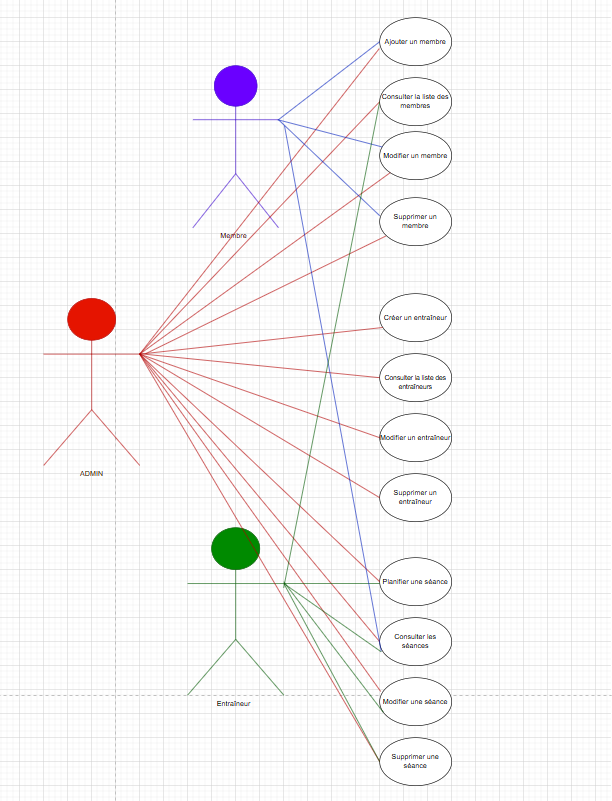 Ajouter un membre
Consulter la liste des
membres
Modifier un membre
Supprimer un
membre
Membre
Créer un entraîneur
Consulter la liste des
entraîneurs
Modifier un entraîneur
ADMIN
Supprimer un
entraîneur
Planifier une séance
Consulter les
séances
Modifier une séance
Entraîneur
Supprimer une
séance